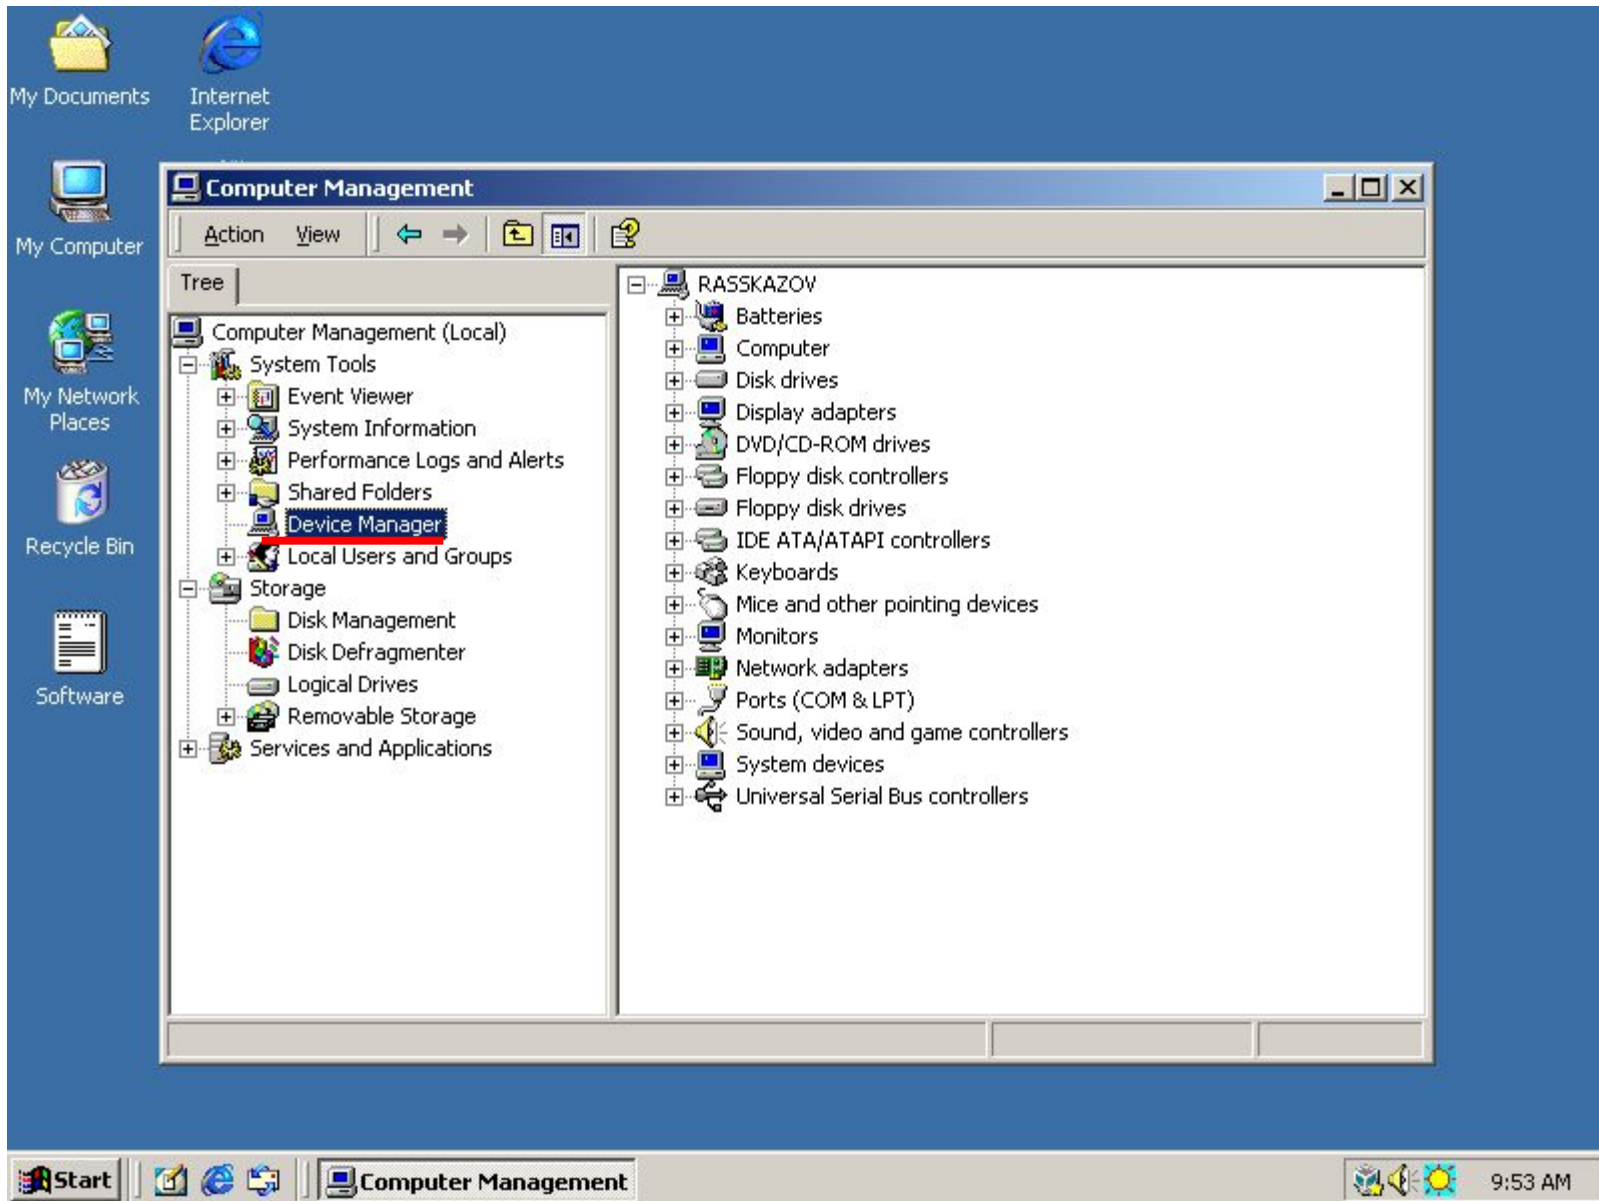 My Documents
Internet
Explorer
My Computer
My Network
Places
Recycle Bin
Software
Computer Management
Action View
Tree
Computer Management (Local)
System Tools
Event Viewer
System Information
Performance Logs and Alerts
Shared Folders
Device Manager
Local Users and Groups
Storage
Disk Management
Disk Defragmenter
Logical Drives
Removable Storage
Services and Applications
RASSKAZOV
Batteries
Computer
Disk drives
Display adapters
DVD/CD-ROM drives
Floppy disk controllers
Floppy disk drives
IDE ATA/ATAPI controllers
Keyboards
Mice and other pointing devices
Monitors
Network adapters
Ports (COM & LPT)
Sound, video and game controllers
System devices
Universal Serial Bus controllers
Start
Computer Management
9:53 AM